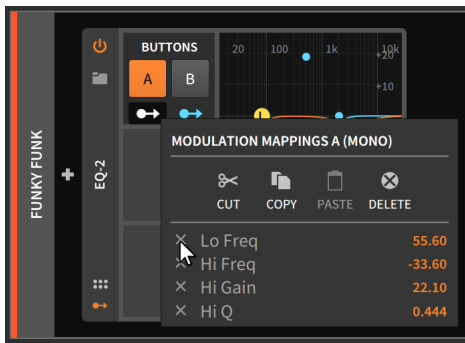 FUNKY FUNK
EQ-2
BUTTONS
A
B
20
100
1k
10k
+20
+10
L
MODULATION MAPPINGS A (MONO)
CUT COPY PASTE DELETE
Lo Freq 55.60
Hi Freq -33.60
Hi Gain 22.10
Hi Q 0.444